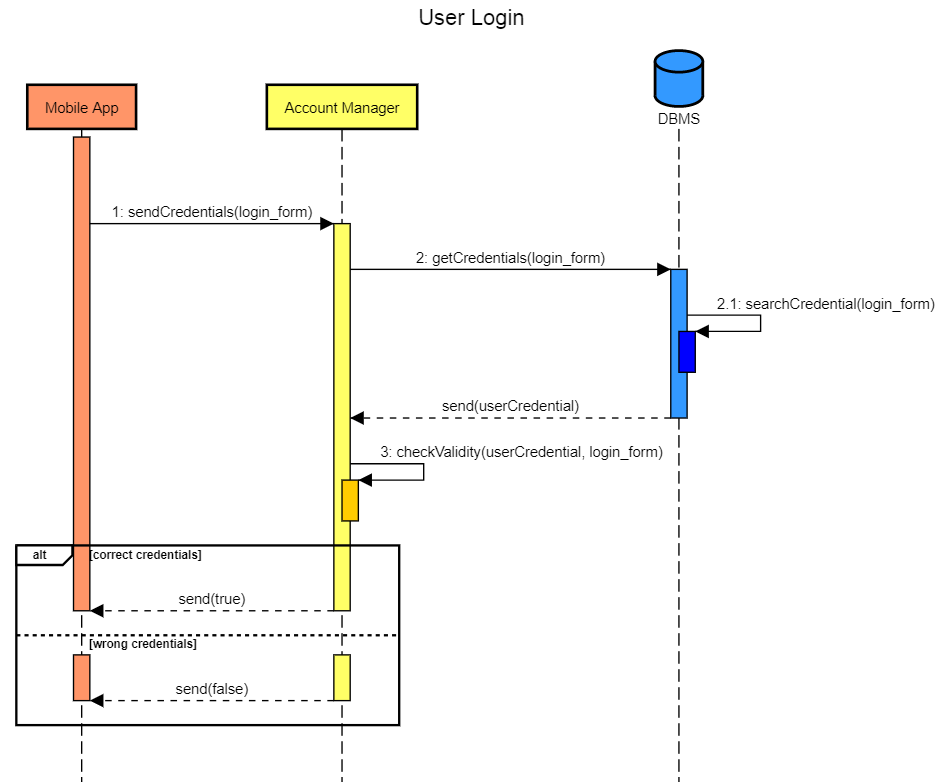 User Login
Mobile App
Account Manager
DBMS
1: sendCredentials(login_form)
2: getCredentials(login_form)
2.1: searchCredential(login_form)
send(userCredential)
3: checkValidity(userCredential, login_form)
alt
[correct credentials]
send(true)
[wrong credentials]
send(false)